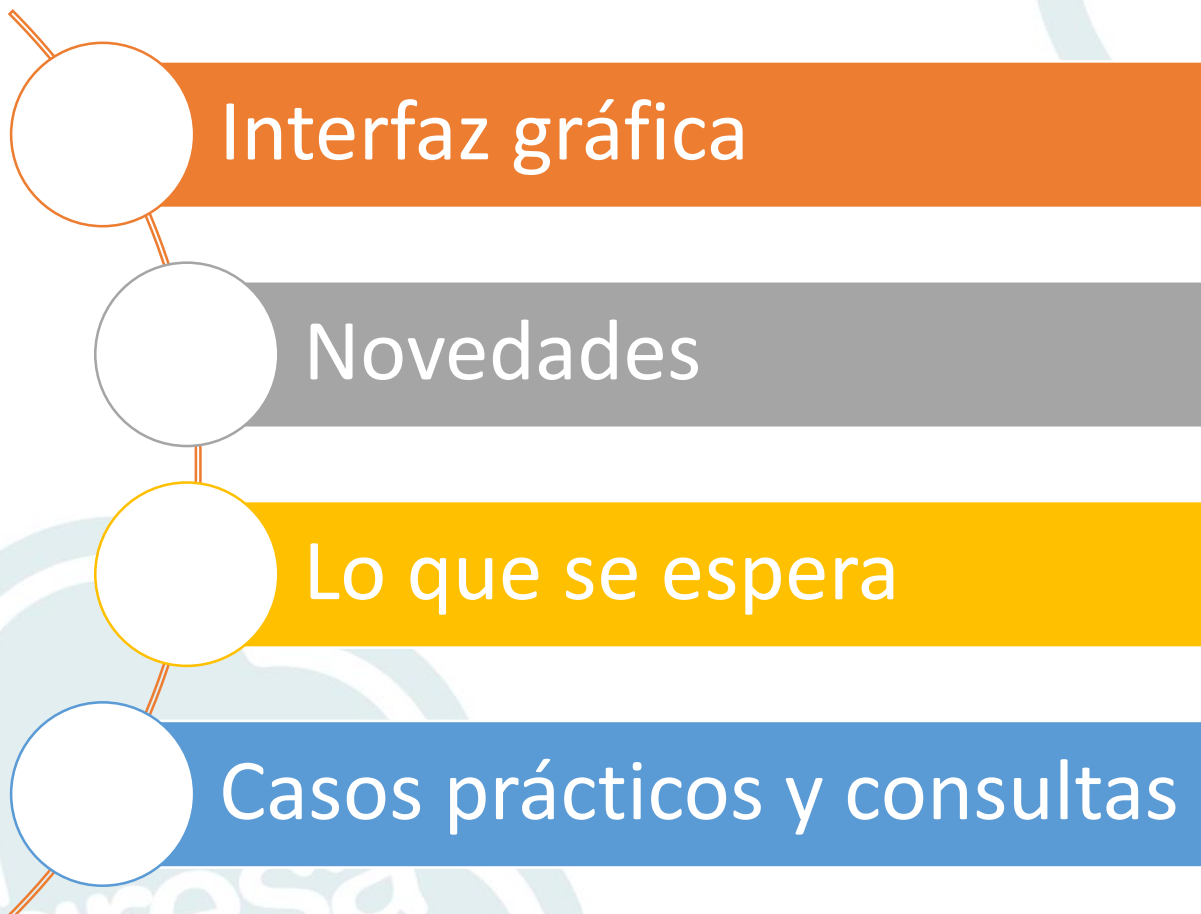 Interfaz gráfica
Novedades
Lo que se espera
Casos prácticos y consultas